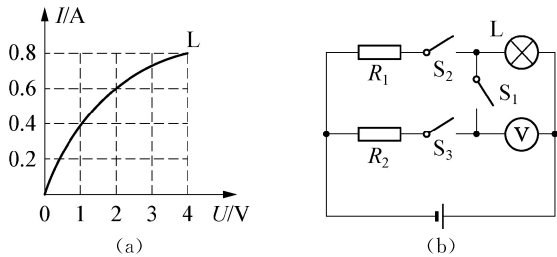 I/A
L
0.8
0.6
0.4
0.2
0 1 2 3 4 U/V
(a)
L
R₁ S₂
S₁
R₂ S₃ V
(b)